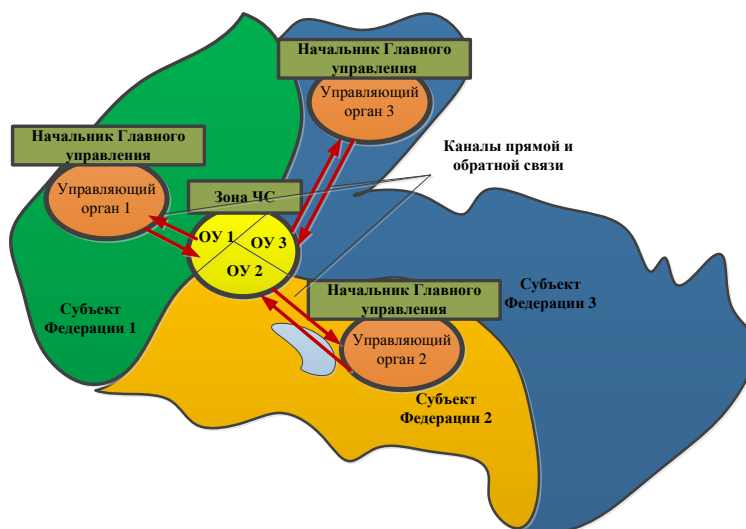 Начальник Главного
управления
Управляющий
орган 3
Начальник Главного
управления
Управляющий
орган 1
Каналы прямой и
обратной связи
Зона ЧС
ОУ 1
ОУ 3
ОУ 2
Субъект
Федерации 1
Субъект
Федерации 3
Начальник Главного
управления
Управляющий
орган 2
Субъект
Федерации 2